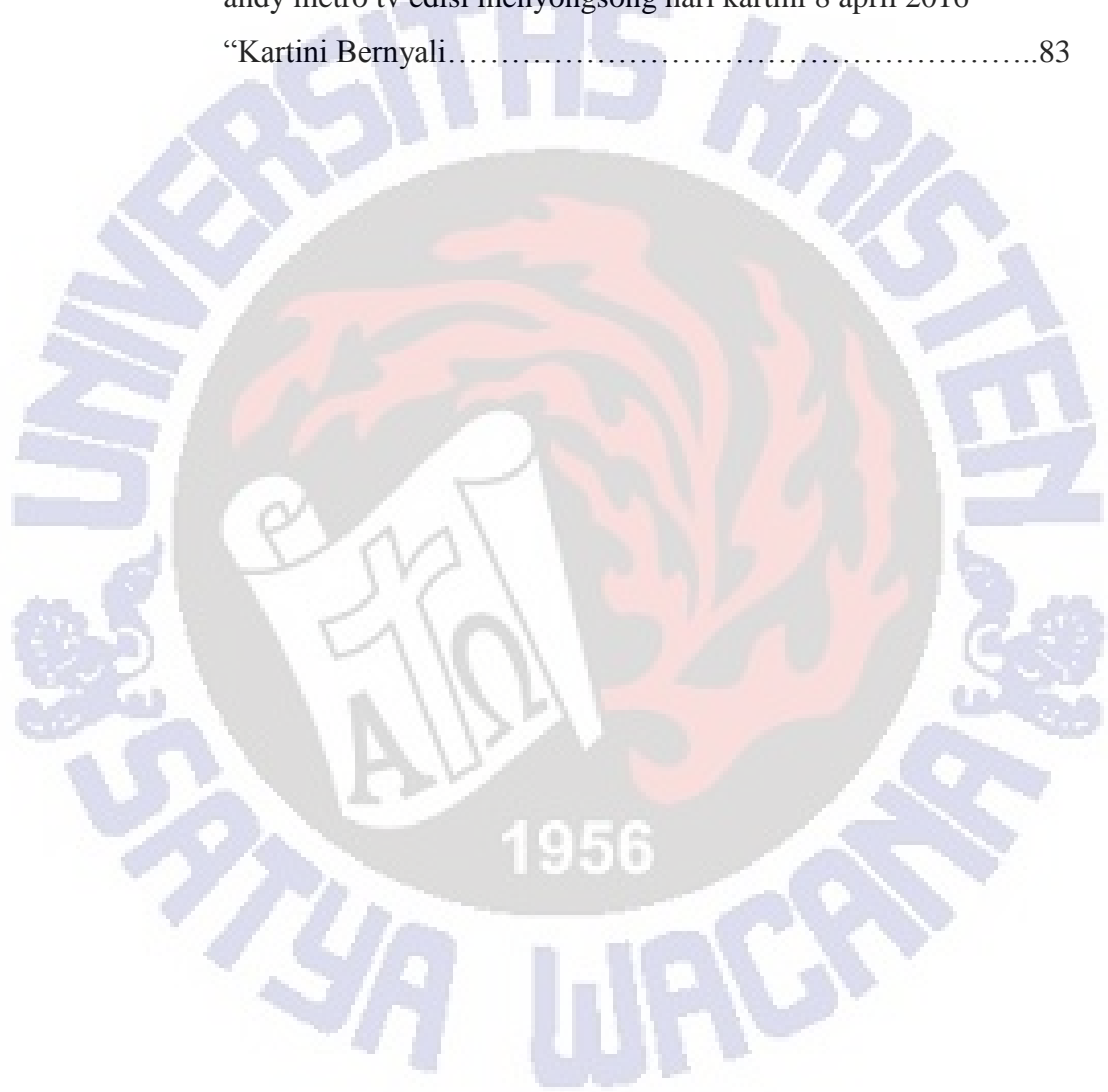 andy metro tv edisi menyongsong hari kartini 8 april 2016
“Kartini Bernyali…………………………………………………..83
UNIVERSITAS KRISTEN
SATYA WACANA
Α Ω
1956